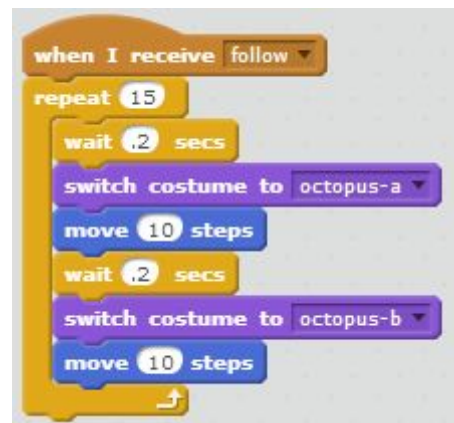 when I receive follow
repeat 15
wait .2 secs
switch costume to octopus-a
move 10 steps
wait .2 secs
switch costume to octopus-b
move 10 steps